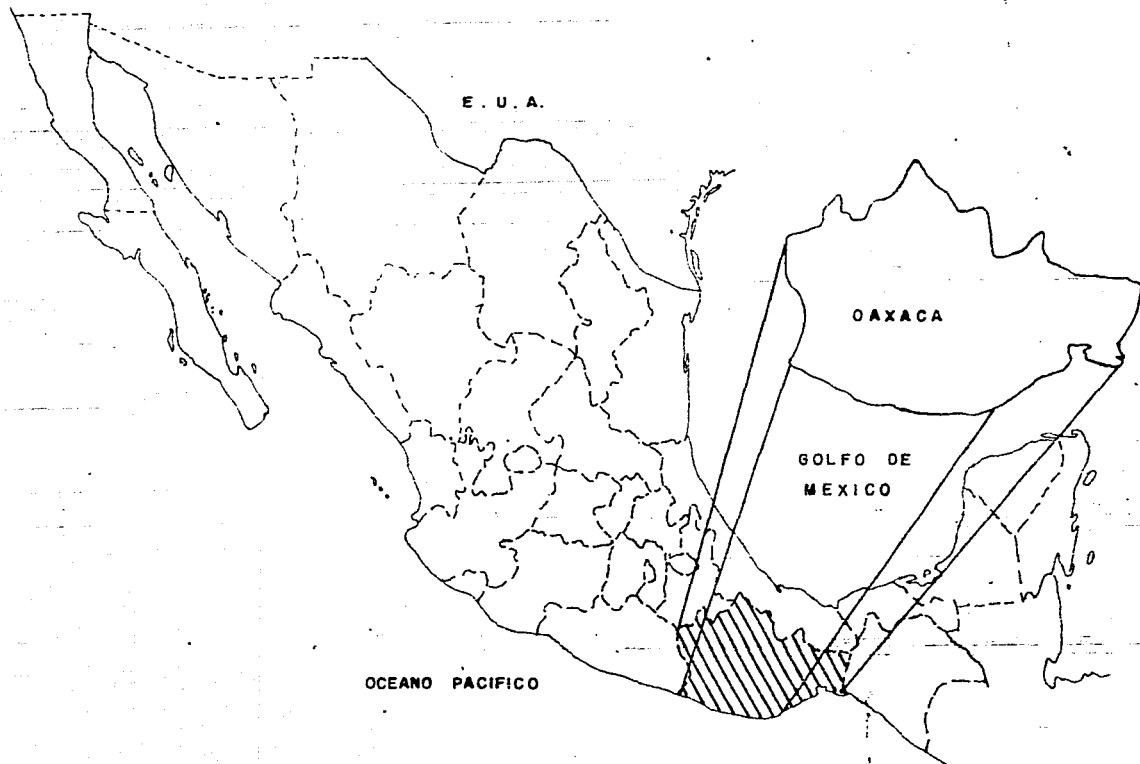 E. U. A.
OAXACA
GOLFO DE
MEXICO
OCEANO PACIFICO